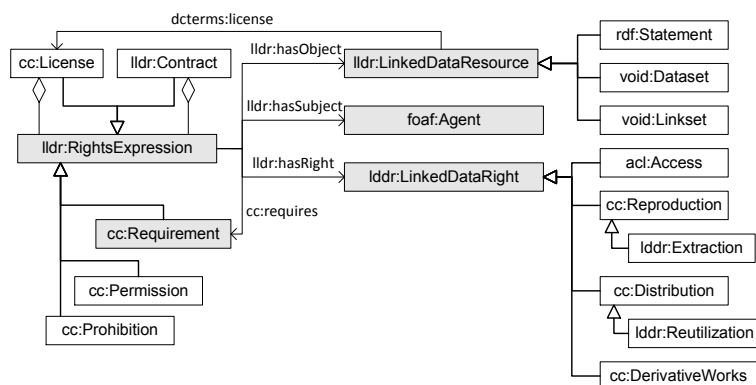 dcterms:license
cc:License
lldr:Contract
lldr:hasObject
lldr:LinkedDataResource
rdf:Statement
void:Dataset
void:Linkset
lldr:hasSubject
foaf:Agent
lldr:RightsExpression
lldr:hasRight
lddr:LinkedDataRight
acl:Access
cc:Reproduction
lddr:Extraction
cc:requires
cc:Requirement
cc:Permission
cc:Prohibition
cc:Distribution
lddr:Reutilization
cc:DerivativeWorks